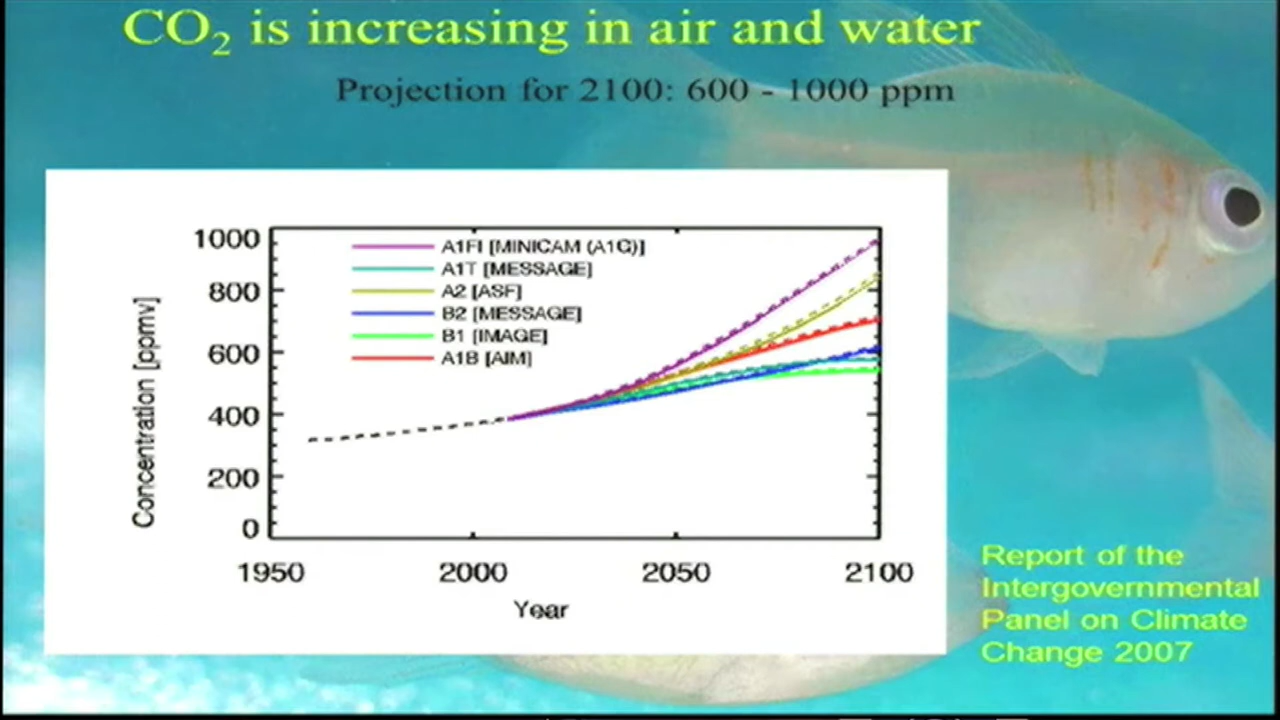 CO₂ is increasing in air and water
Projection for 2100: 600 - 1000 ppm
A1FI [MINICAM (A1G)]
A1T [MESSAGE]
A2 [ASF]
B2 [MESSAGE]
B1 [IMAGE]
A1B [AIM]
Concentration [ppmv]
1000
800
600
400
200
0
1950 2000 2050 2100
Year
Report of the
Intergovernmental
Panel on Climate
Change 2007